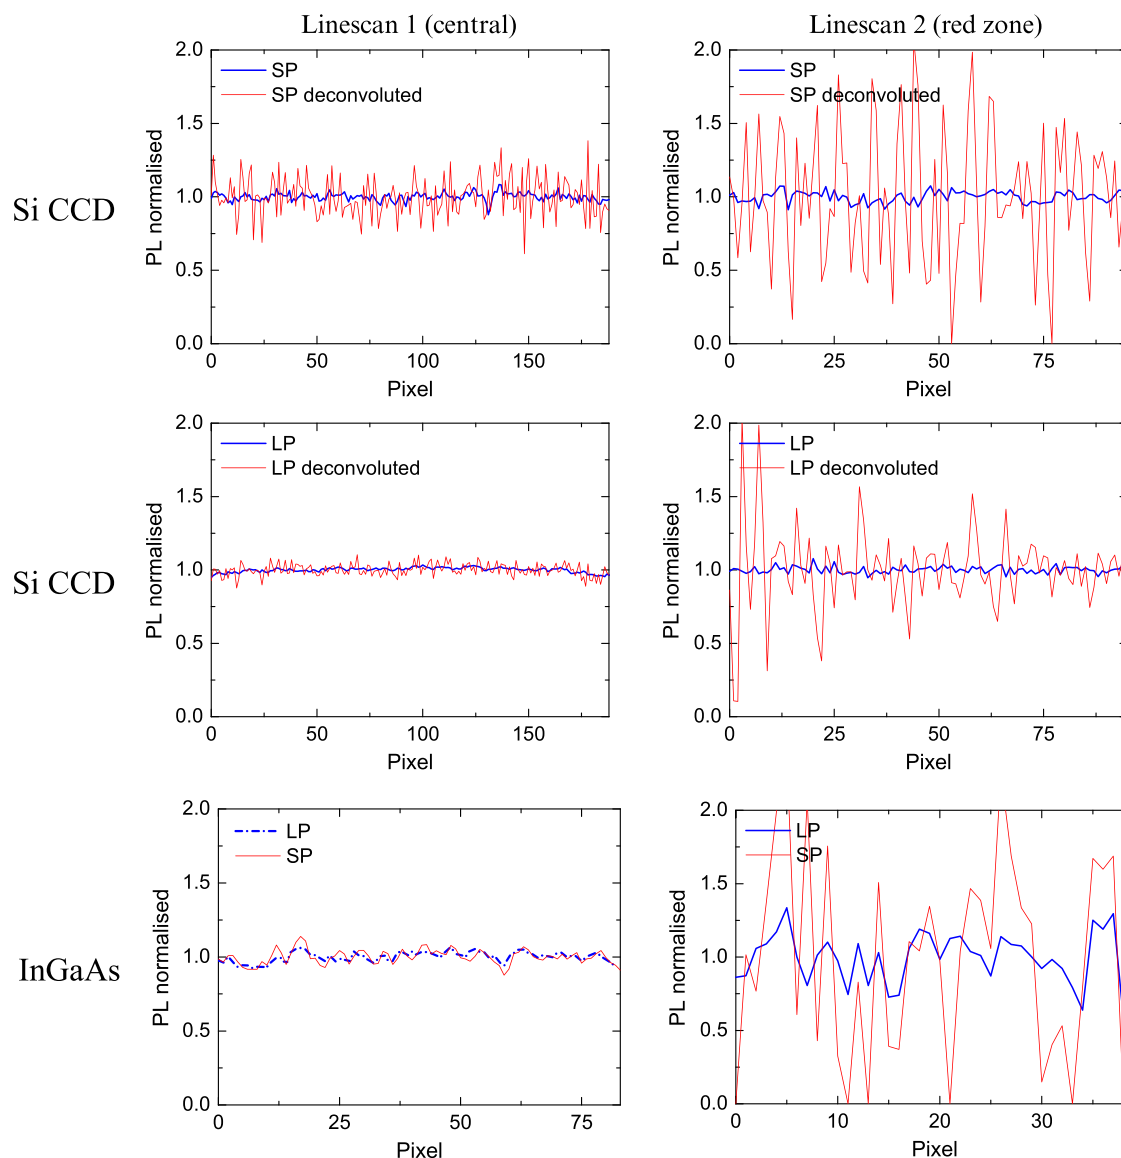 Linescan 1 (central)
Linescan 2 (red zone)
Si CCD
PL normalised
2.0
1.5
1.0
0.5
0.0
SP
SP deconvoluted
0
50
100
150
Pixel
PL normalised
2.0
1.5
1.0
0.5
0.0
SP
SP deconvoluted
0
25
50
75
Pixel
Si CCD
PL normalised
2.0
1.5
1.0
0.5
0.0
LP
LP deconvoluted
0
50
100
150
Pixel
PL normalised
2.0
1.5
1.0
0.5
0.0
LP
LP deconvoluted
0
25
50
75
Pixel
InGaAs
PL normalised
2.0
1.5
1.0
0.5
0.0
LP
SP
0
25
50
75
Pixel
PL normalised
2.0
1.5
1.0
0.5
0.0
LP
SP
0
10
20
30
Pixel